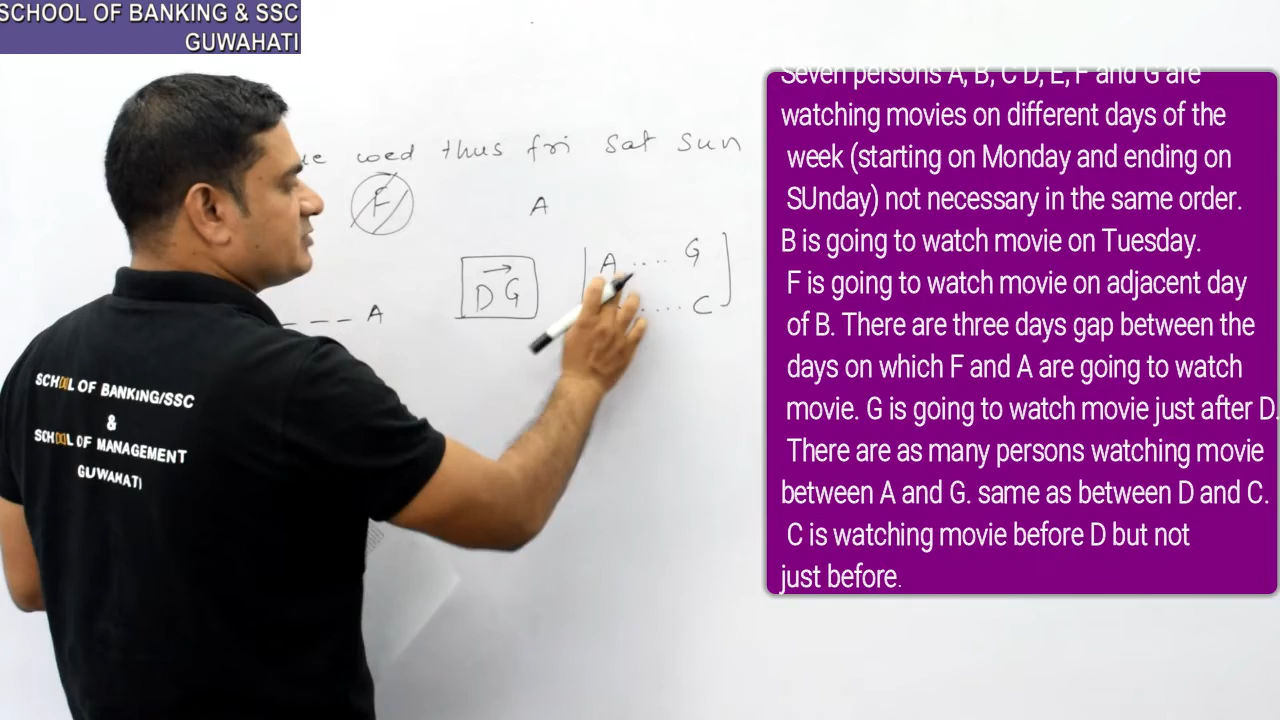 SCHOOL OF BANKING & SSC
GUWAHATI
wed thus fri sat sun
F
A
D G
A .... G
.... C
_ _ _ A
SCHOOL OF BANKING/SSC
&
SCHOOL OF MANAGEMENT
GUWAHATI
Seven persons A, B, C D, E, F and G are
watching movies on different days of the
week (starting on Monday and ending on
SUnday) not necessary in the same order.
B is going to watch movie on Tuesday.
F is going to watch movie on adjacent day
of B. There are three days gap between the
days on which F and A are going to watch
movie. G is going to watch movie just after D.
There are as many persons watching movie
between A and G. same as between D and C.
C is watching movie before D but not
just before.